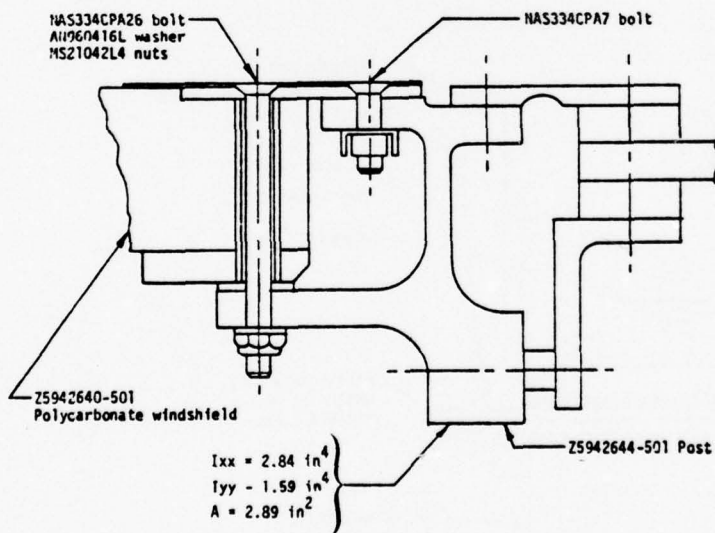 NAS334CPA26 bolt
AN960416L washer
MS21042L4 nuts
NAS334CPA7 bolt
Z5942640-501
Polycarbonate windshield
Z5942644-501 Post
Ixx = 2.84 in⁴
Iyy - 1.59 in⁴
A = 2.89 in²